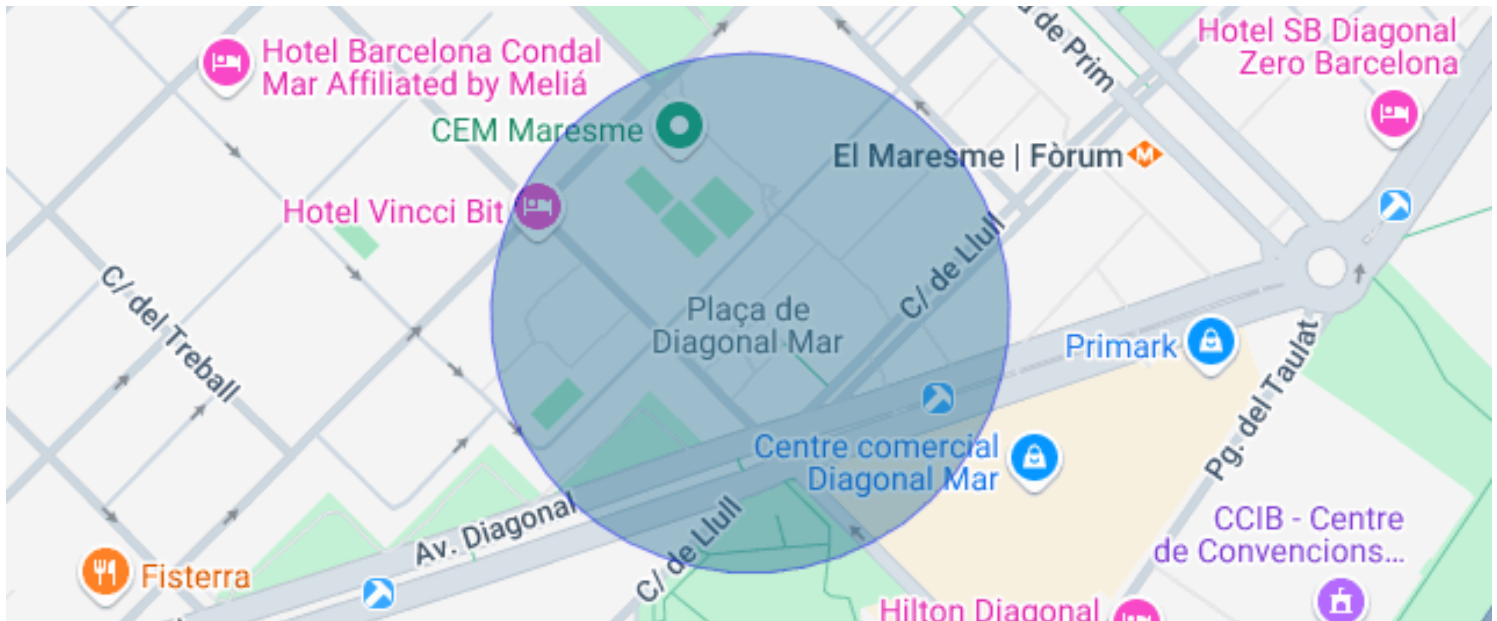 a de Prim
Hotel SB Diagonal
Zero Barcelona
Hotel Barcelona Condal
Mar Affiliated by Meliá
CEM Maresme
El Maresme | Fòrum
M
Hotel Vincci Bit
C/ de Llull
C/ del Treball
Plaça de
Diagonal Mar
Primark
Pg. del Taulat
Centre comercial
Diagonal Mar
Av. Diagonal
C/ de Llull
CCIB - Centre
de Convencions...
Fisterra
Hilton Diagonal